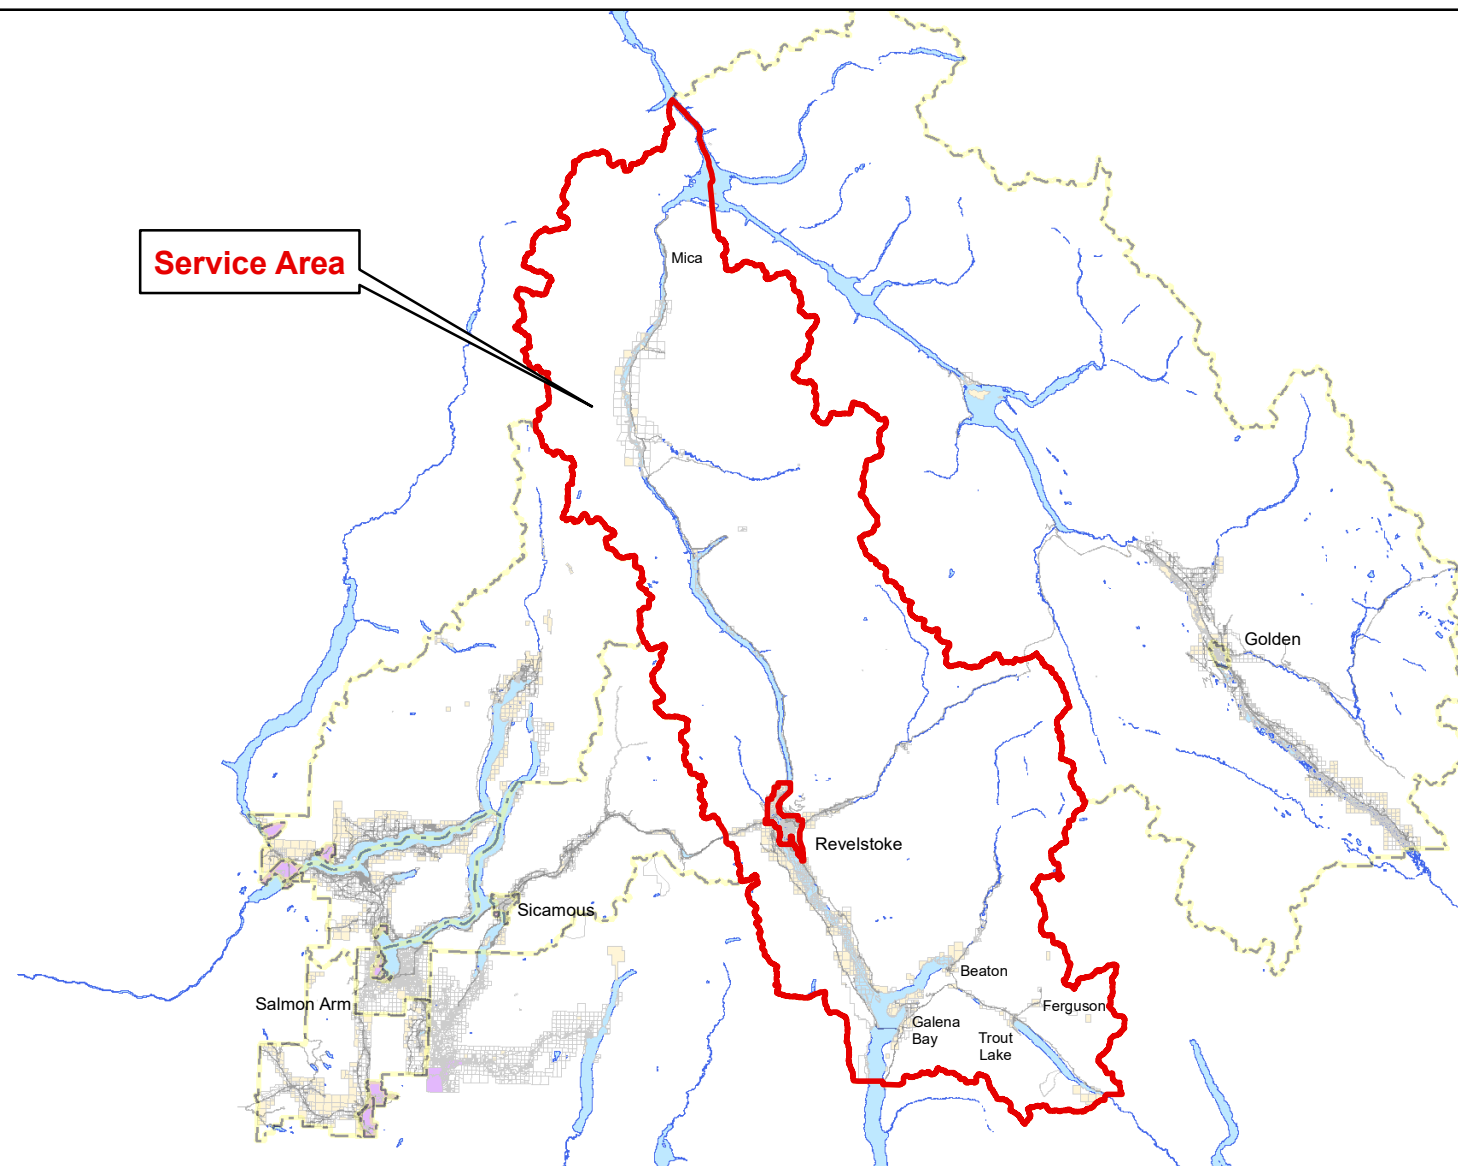 Service Area
Mica
Golden
Revelstoke
Sicamous
Beaton
Salmon Arm
Ferguson
Galena
Bay
Trout
Lake